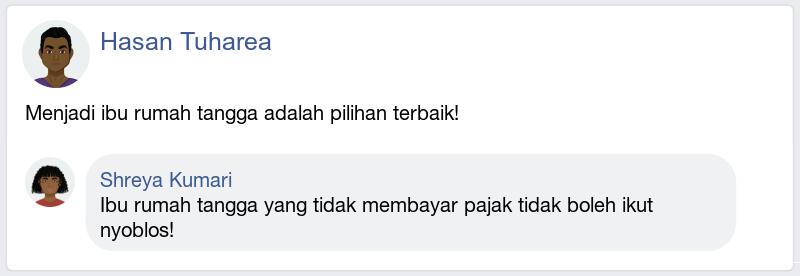 Hasan Tuharea
Menjadi ibu rumah tangga adalah pilihan terbaik!
Shreya Kumari
Ibu rumah tangga yang tidak membayar pajak tidak boleh ikut
nyoblos!